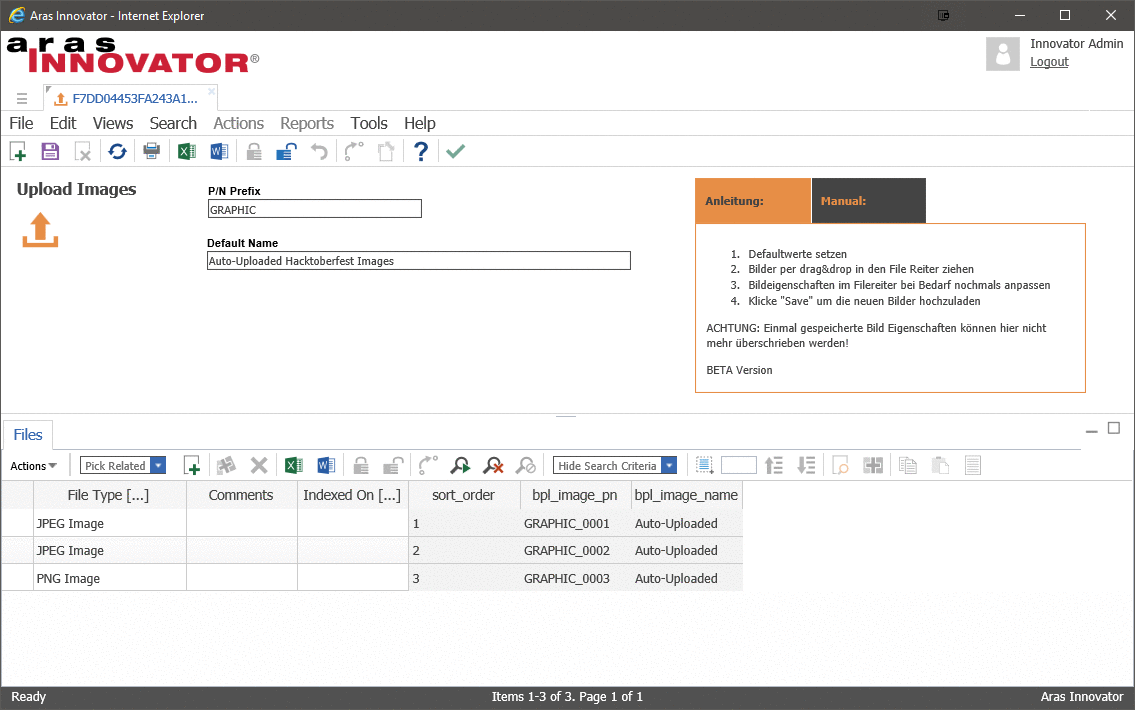 Aras Innovator - Internet Explorer
aras
INNOVATOR®
Innovator Admin
Logout
F7DD04453FA243A1...
File Edit Views Search Actions Reports Tools Help
Upload Images
P/N Prefix
GRAPHIC
Default Name
Auto-Uploaded Hacktoberfest Images
Anleitung: Manual:
1. Defaultwerte setzen
2. Bilder per drag&drop in den File Reiter ziehen
3. Bildeigenschaften im Filereiter bei Bedarf nochmals anpassen
4. Klicke "Save" um die neuen Bilder hochzuladen
ACHTUNG: Einmal gespeicherte Bild Eigenschaften können hier nicht
mehr überschrieben werden!
BETA Version
Files
Actions Pick Related Hide Search Criteria
File Type [...] Comments Indexed On [...] sort_order bpl_image_pn bpl_image_name
JPEG Image 1 GRAPHIC_0001 Auto-Uploaded
JPEG Image 2 GRAPHIC_0002 Auto-Uploaded
PNG Image 3 GRAPHIC_0003 Auto-Uploaded
Ready Items 1-3 of 3. Page 1 of 1 Aras Innovator